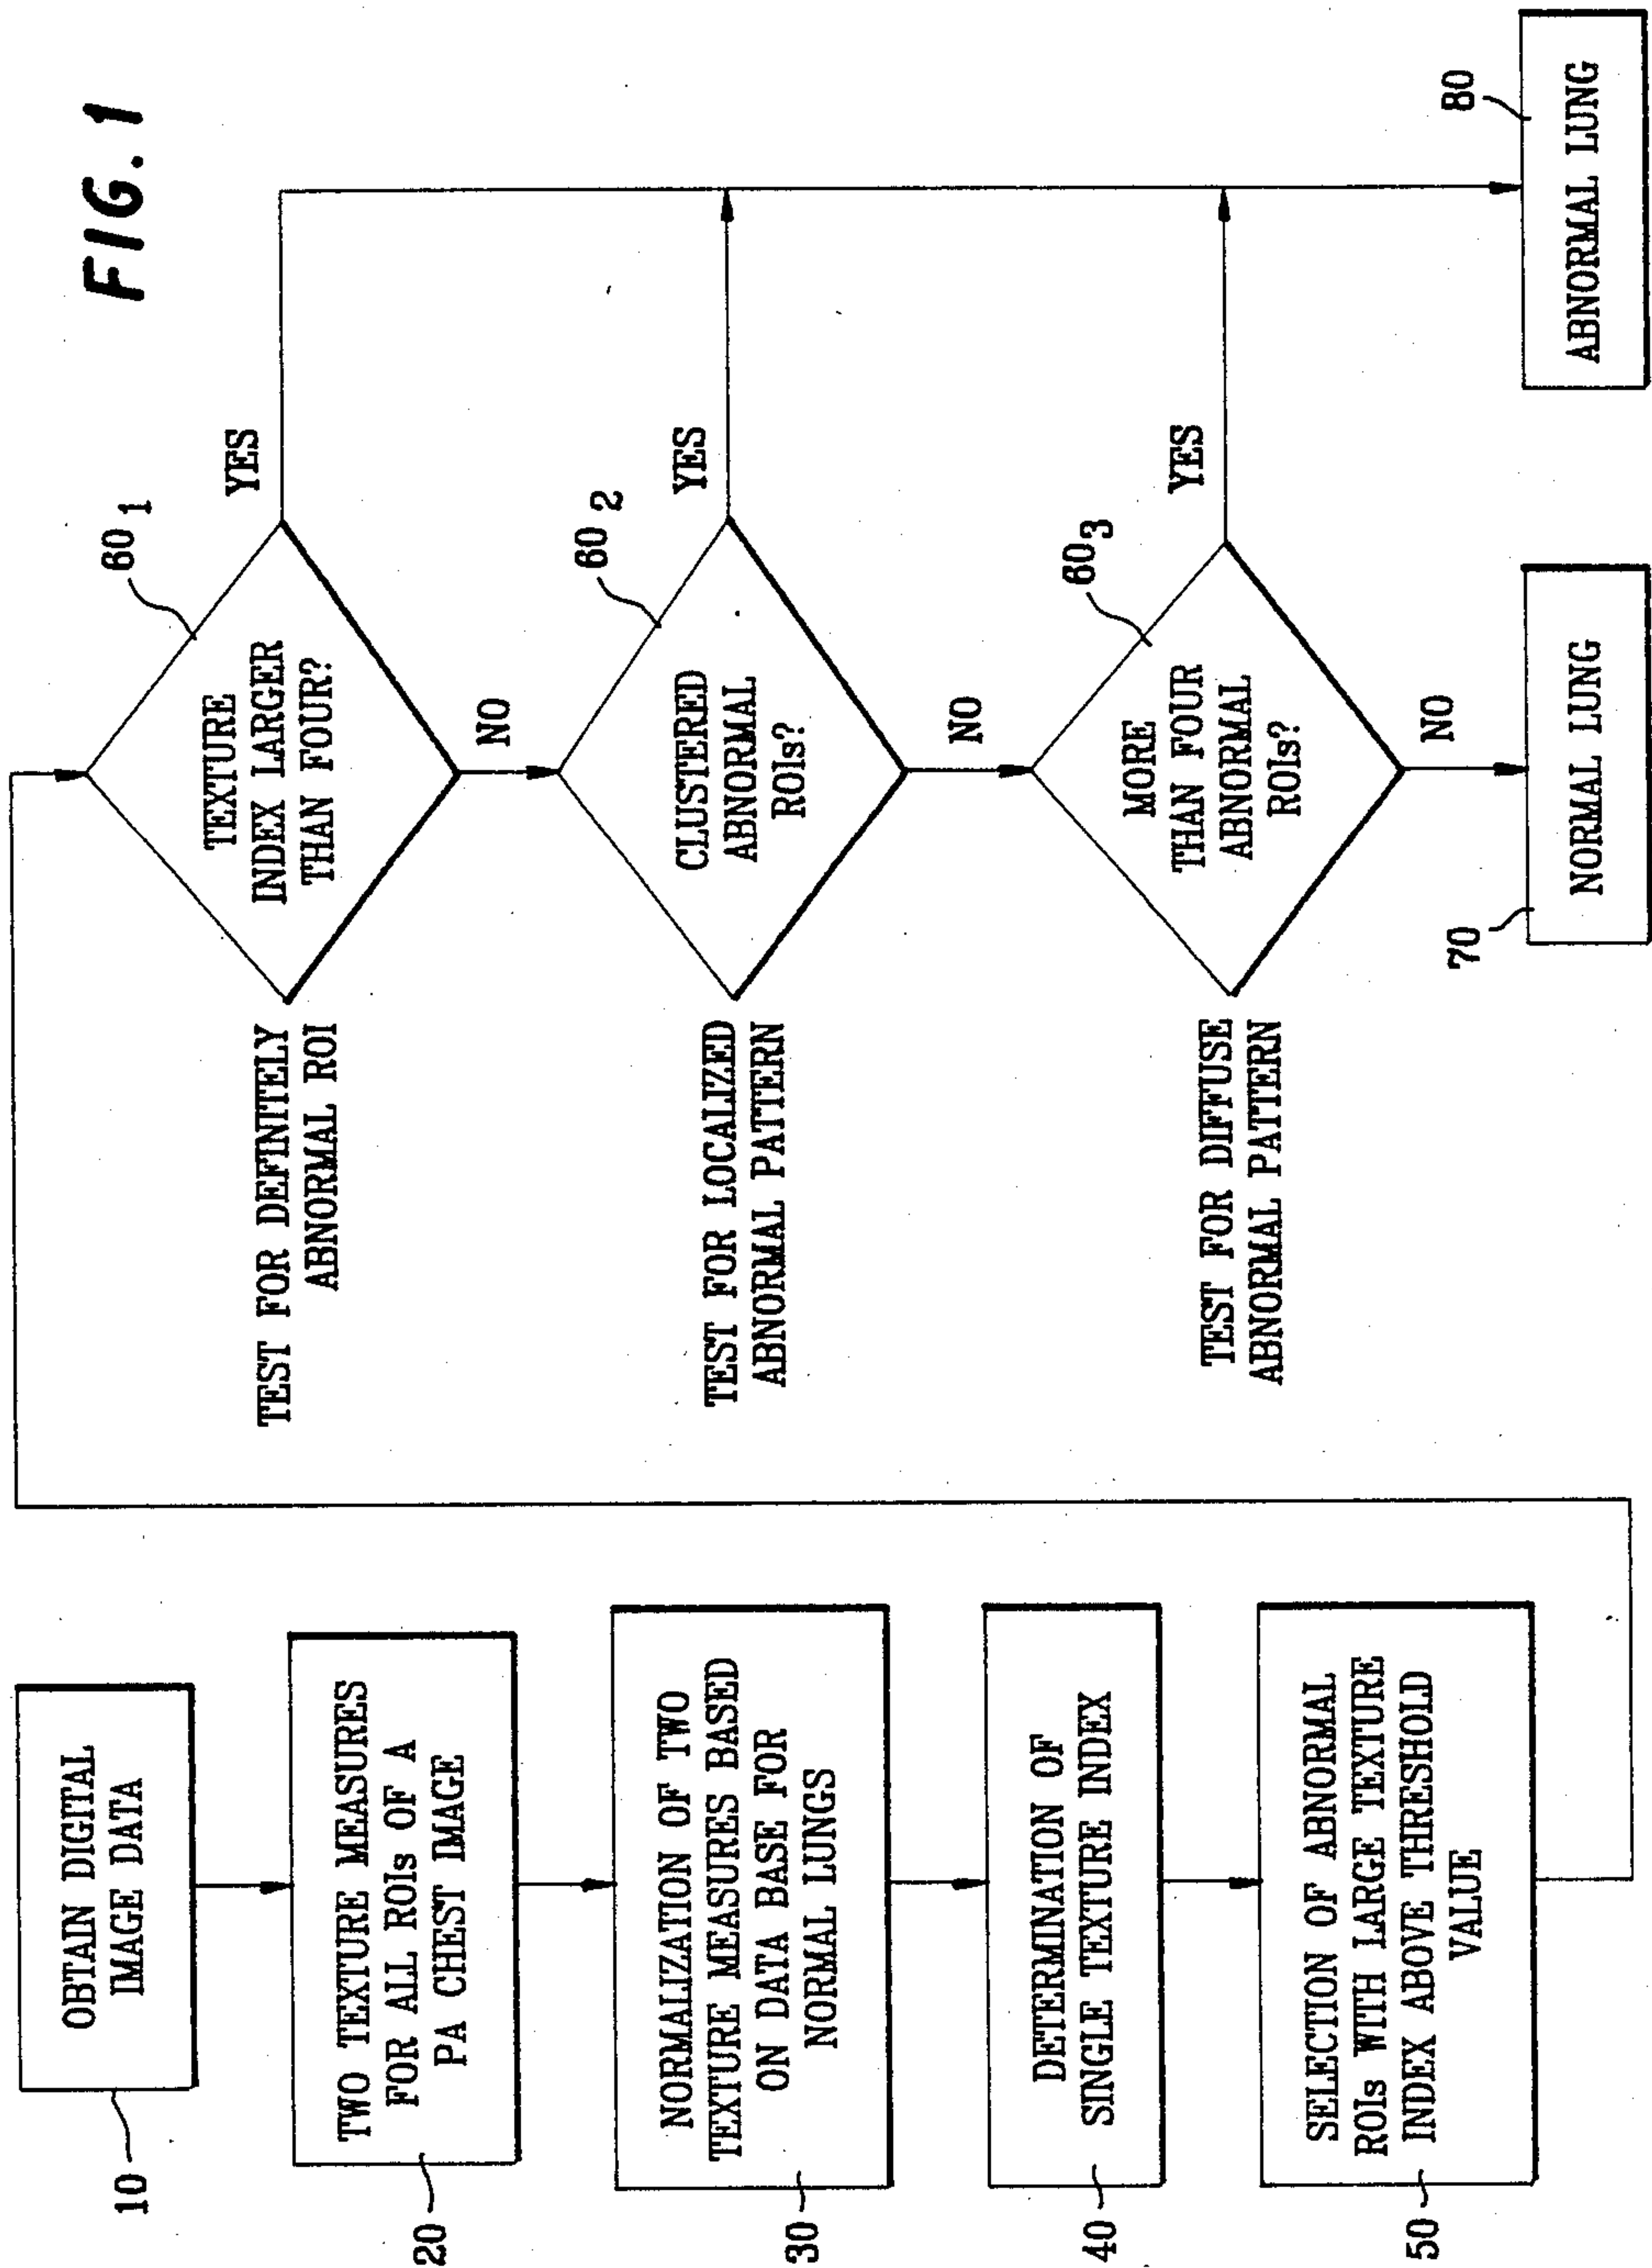 FIG. 1
OBTAIN DIGITAL
IMAGE DATA
10
TWO TEXTURE MEASURES
FOR ALL ROIs OF A
PA CHEST IMAGE
20
NORMALIZATION OF TWO
TEXTURE MEASURES BASED
ON DATA BASE FOR
NORMAL LUNGS
30
DETERMINATION OF
SINGLE TEXTURE INDEX
40
SELECTION OF ABNORMAL
ROIs WITH LARGE TEXTURE
INDEX ABOVE THRESHOLD
VALUE
50
TEST FOR DEFINITELY
ABNORMAL ROI
TEXTURE
INDEX LARGER
THAN FOUR?
60 1
YES
NO
TEST FOR LOCALIZED
ABNORMAL PATTERN
CLUSTERED
ABNORMAL
ROIs?
60 2
YES
NO
TEST FOR DIFFUSE
ABNORMAL PATTERN
MORE
THAN FOUR
ABNORMAL
ROIs?
60 3
YES
NO
70
NORMAL LUNG
80
ABNORMAL LUNG